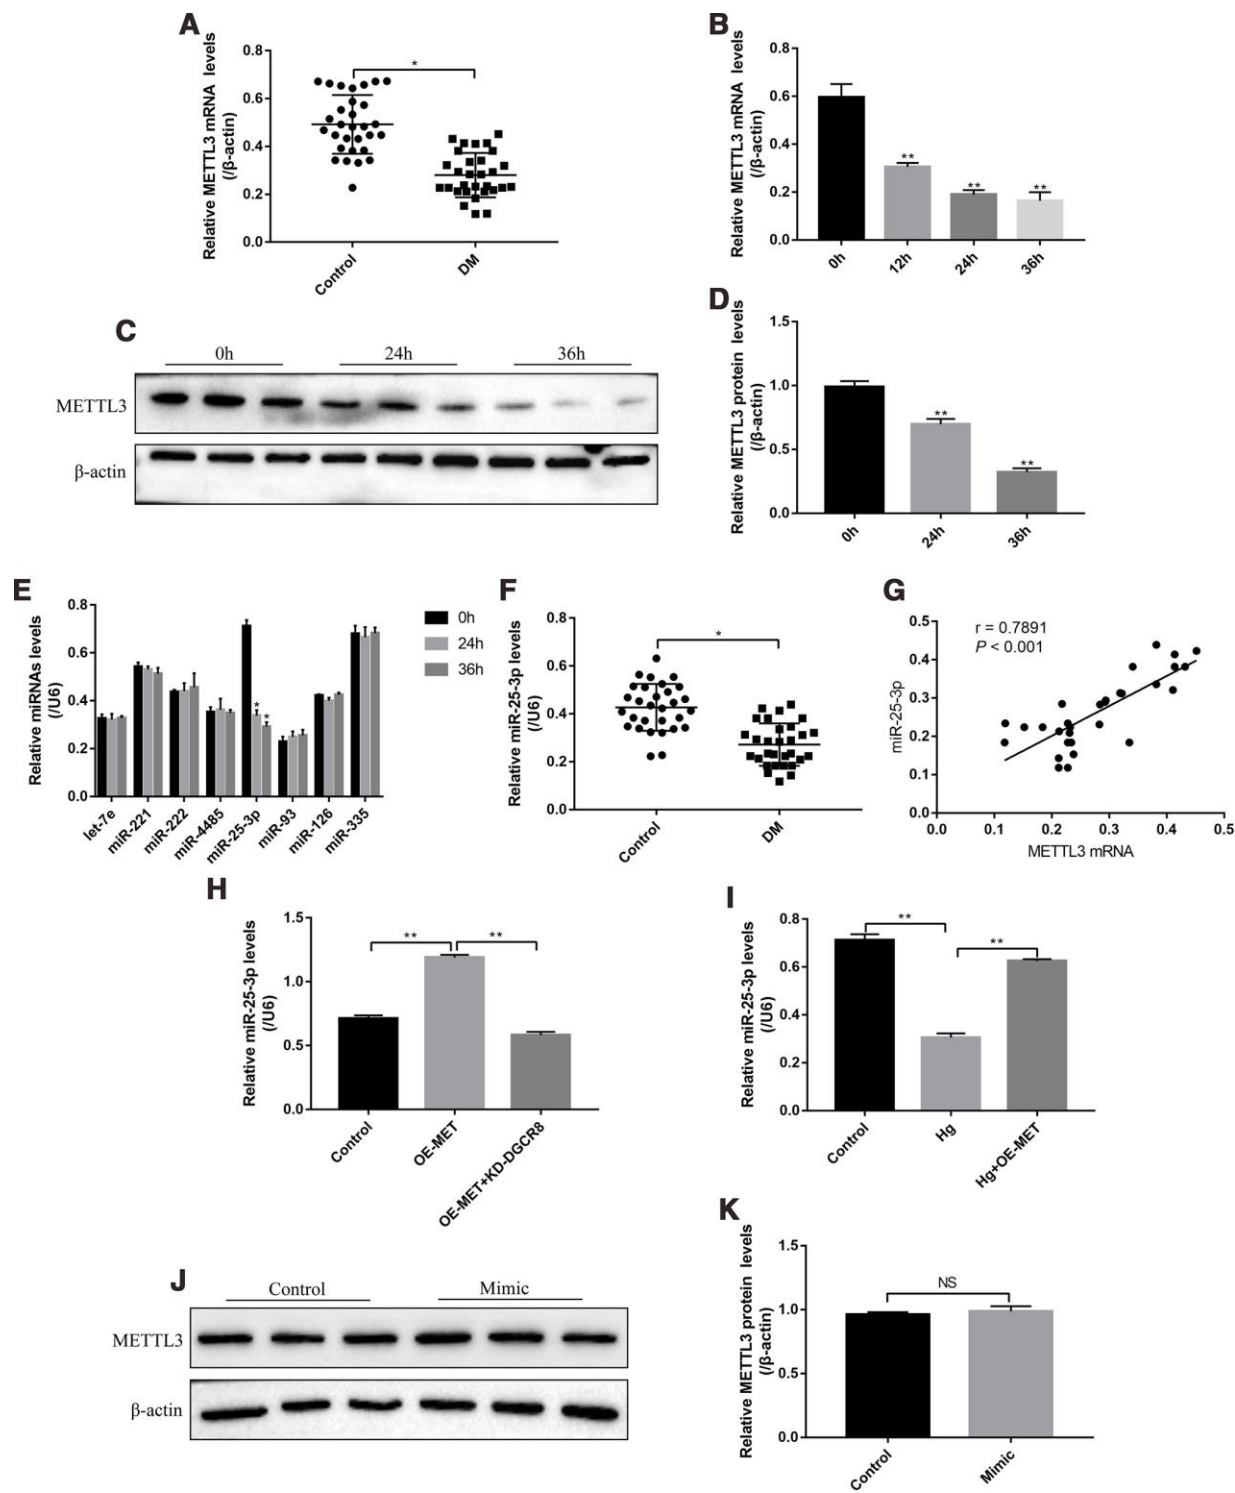 A
Relative METTL3 mRNA levels
(/β-actin)
0.8
0.6
0.4
0.2
0.0
*
Control
DM
B
Relative METTL3 mRNA levels
(/β-actin)
0.8
0.6
0.4
0.2
0.0
**
**
**
0h
12h
24h
36h
C
0h
24h
36h
METTL3
β-actin
D
Relative METTL3 protein levels
(/β-actin)
1.5
1.0
0.5
0.0
**
**
0h
24h
36h
E
Relative miRNAs levels
(/U6)
0.8
0.6
0.4
0.2
0.0
*
*
let-7e
miR-221
miR-222
miR-4485
miR-25-3p
miR-93
miR-126
miR-335
0h
24h
36h
F
Relative miR-25-3p levels
(/U6)
0.8
0.6
0.4
0.2
0.0
*
Control
DM
G
miR-25-3p
0.5
0.4
0.3
0.2
0.1
0.0
r = 0.7891
P < 0.001
0.0
0.1
0.2
0.3
0.4
0.5
METTL3 mRNA
H
Relative miR-25-3p levels
(/U6)
1.5
1.0
0.5
0.0
**
**
Control
OE-MET
OE-MET+KD-DGCR8
I
Relative miR-25-3p levels
(/U6)
0.8
0.6
0.4
0.2
0.0
**
**
Control
Hg
Hg+OE-MET
J
Control
Mimic
METTL3
β-actin
K
Relative METTL3 protein levels
(/β-actin)
1.5
1.0
0.5
0.0
NS
Control
Mimic